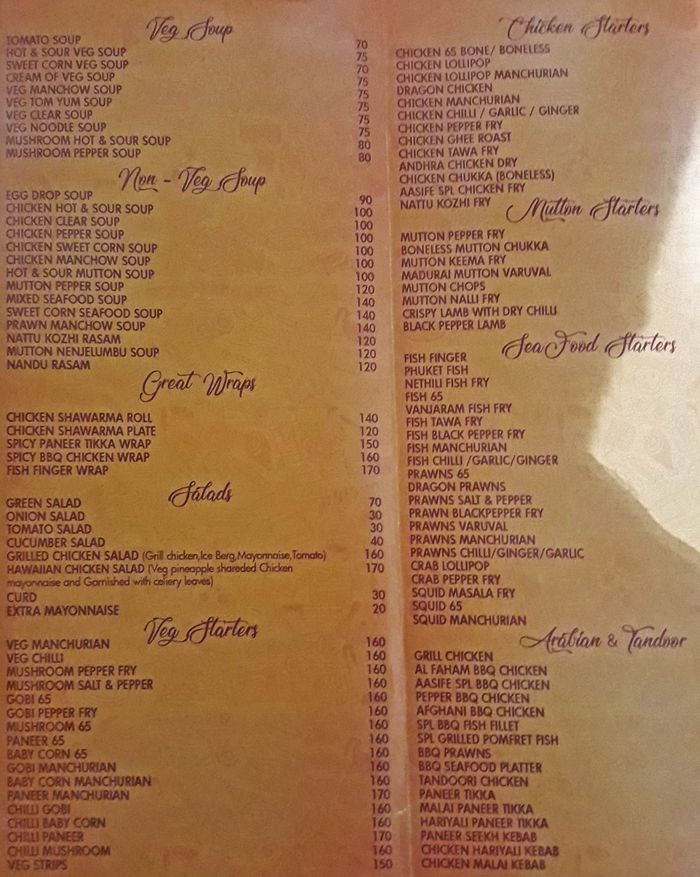 Veg Soup
TOMATO SOUP 70
HOT & SOUR VEG SOUP 75
SWEET CORN VEG SOUP 70
CREAM OF VEG SOUP 75
VEG MANCHOW SOUP 75
VEG TOM YUM SOUP 75
VEG CLEAR SOUP 75
VEG NOODLE SOUP 75
MUSHROOM HOT & SOUR SOUP 80
MUSHROOM PEPPER SOUP 80
Non - Veg Soup
EGG DROP SOUP 90
CHICKEN HOT & SOUR SOUP 100
CHICKEN CLEAR SOUP 100
CHICKEN PEPPER SOUP 100
CHICKEN SWEET CORN SOUP 100
CHICKEN MANCHOW SOUP 100
HOT & SOUR MUTTON SOUP 100
MUTTON PEPPER SOUP 120
MIXED SEAFOOD SOUP 140
SWEET CORN SEAFOOD SOUP 140
PRAWN MANCHOW SOUP 140
NATTU KOZHI RASAM 120
MUTTON NENJELUMBU SOUP 120
NANDU RASAM 120
Great Wraps
CHICKEN SHAWARMA ROLL 140
CHICKEN SHAWARMA PLATE 120
SPICY PANEER TIKKA WRAP 150
SPICY BBQ CHICKEN WRAP 160
FISH FINGER WRAP 170
Salads
GREEN SALAD 70
ONION SALAD 30
TOMATO SALAD 30
CUCUMBER SALAD 40
GRILLED CHICKEN SALAD (Grill chicken,Ice Berg,Mayonnaise,Tomato) 160
HAWAIIAN CHICKEN SALAD (Veg pineapple shareded Chicken 170
mayonnaise and Garnished with celiery leaves)
CURD 30
EXTRA MAYONNAISE 20
Veg Starters
VEG MANCHURIAN 160
VEG CHILLI 160
MUSHROOM PEPPER FRY 160
MUSHROOM SALT & PEPPER 160
GOBI 65 160
GOBI PEPPER FRY 160
MUSHROOM 65 160
PANEER 65 160
BABY CORN 65 160
GOBI MANCHURIAN 160
BABY CORN MANCHURIAN 160
PANEER MANCHURIAN 170
CHILLI GOBI 160
CHILLI BABY CORN 160
CHILLI PANEER 170
CHILLI MUSHROOM 160
VEG STRIPS 150
Chicken Starters
CHICKEN 65 BONE/ BONELESS
CHICKEN LOLLIPOP
CHICKEN LOLLIPOP MANCHURIAN
DRAGON CHICKEN
CHICKEN MANCHURIAN
CHICKEN CHILLI / GARLIC / GINGER
CHICKEN PEPPER FRY
CHICKEN GHEE ROAST
CHICKEN TAWA FRY
ANDHRA CHICKEN DRY
CHICKEN CHUKKA (BONELESS)
AASIFE SPL CHICKEN FRY
NATTU KOZHI FRY
Mutton Starters
MUTTON PEPPER FRY
BONELESS MUTTON CHUKKA
MUTTON KEEMA FRY
MADURAI MUTTON VARUVAL
MUTTON CHOPS
MUTTON NALLI FRY
CRISPY LAMB WITH DRY CHILLI
BLACK PEPPER LAMB
Sea Food Starters
FISH FINGER
PHUKET FISH
NETHILI FISH FRY
FISH 65
VANJARAM FISH FRY
FISH TAWA FRY
FISH BLACK PEPPER FRY
FISH MANCHURIAN
FISH CHILLI /GARLIC/GINGER
PRAWNS 65
DRAGON PRAWNS
PRAWNS SALT & PEPPER
PRAWN BLACKPEPPER FRY
PRAWNS VARUVAL
PRAWNS MANCHURIAN
PRAWNS CHILLI/GINGER/GARLIC
CRAB LOLLIPOP
CRAB PEPPER FRY
SQUID MASALA FRY
SQUID 65
SQUID MANCHURIAN
Arabian & Tandoor
GRILL CHICKEN
AL FAHAM BBQ CHICKEN
AASIFE SPL BBQ CHICKEN
PEPPER BBQ CHICKEN
AFGHANI BBQ CHICKEN
SPL BBQ FISH FILLET
SPL GRILLED POMFRET FISH
BBQ PRAWNS
BBQ SEAFOOD PLATTER
TANDOORI CHICKEN
PANEER TIKKA
MALAI PANEER TIKKA
HARIYALI PANEER TIKKA
PANEER SEEKH KEBAB
CHICKEN HARIYALI KEBAB
CHICKEN MALAI KEBAB